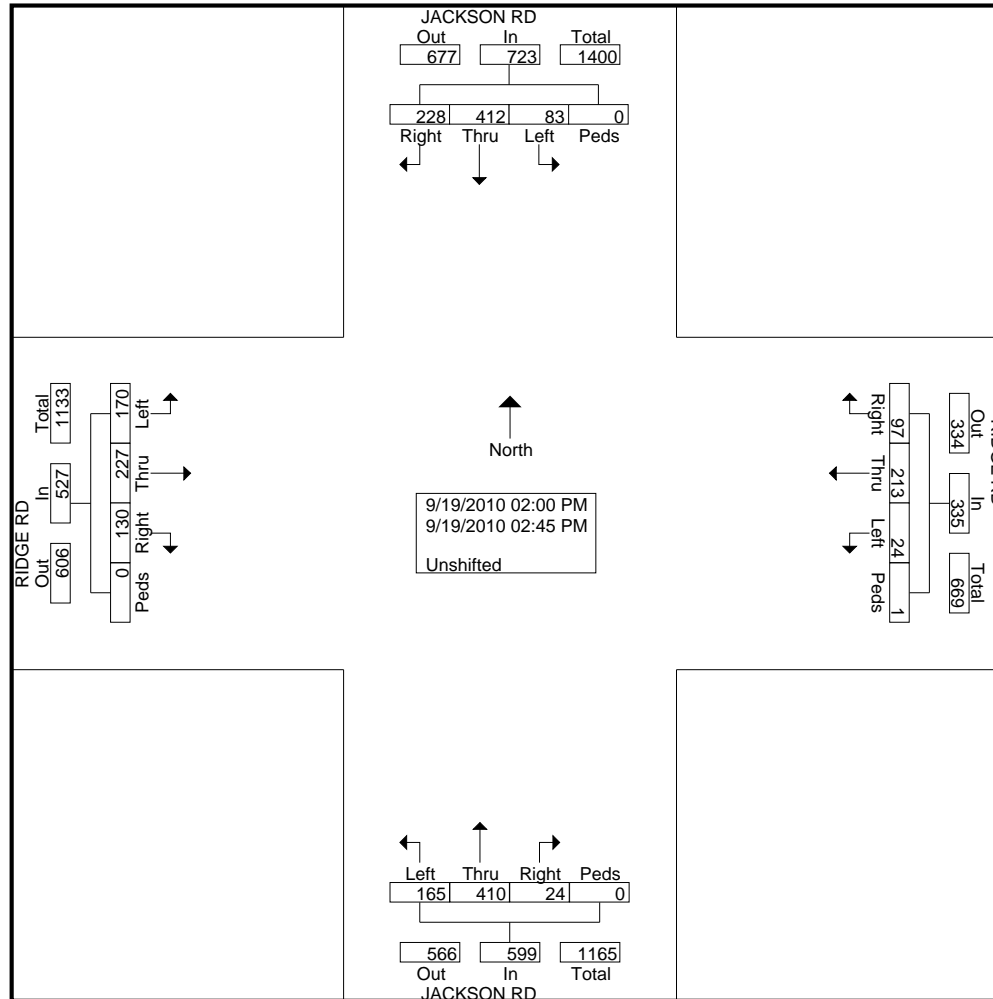 JACKSON RD
Out In Total
677 723 1400
228 412 83 0
Right Thru Left Peds
RIDGE RD
Out In Total
606 527 1133
Left Thru Right Peds
170 227 130 0
North
9/19/2010 02:00 PM
9/19/2010 02:45 PM
Unshifted
Right Thru Left Peds
97 213 24 1
Out In Total
334 335 669
Left Thru Right Peds
165 410 24 0
566 599 1165
Out In Total
JACKSON RD